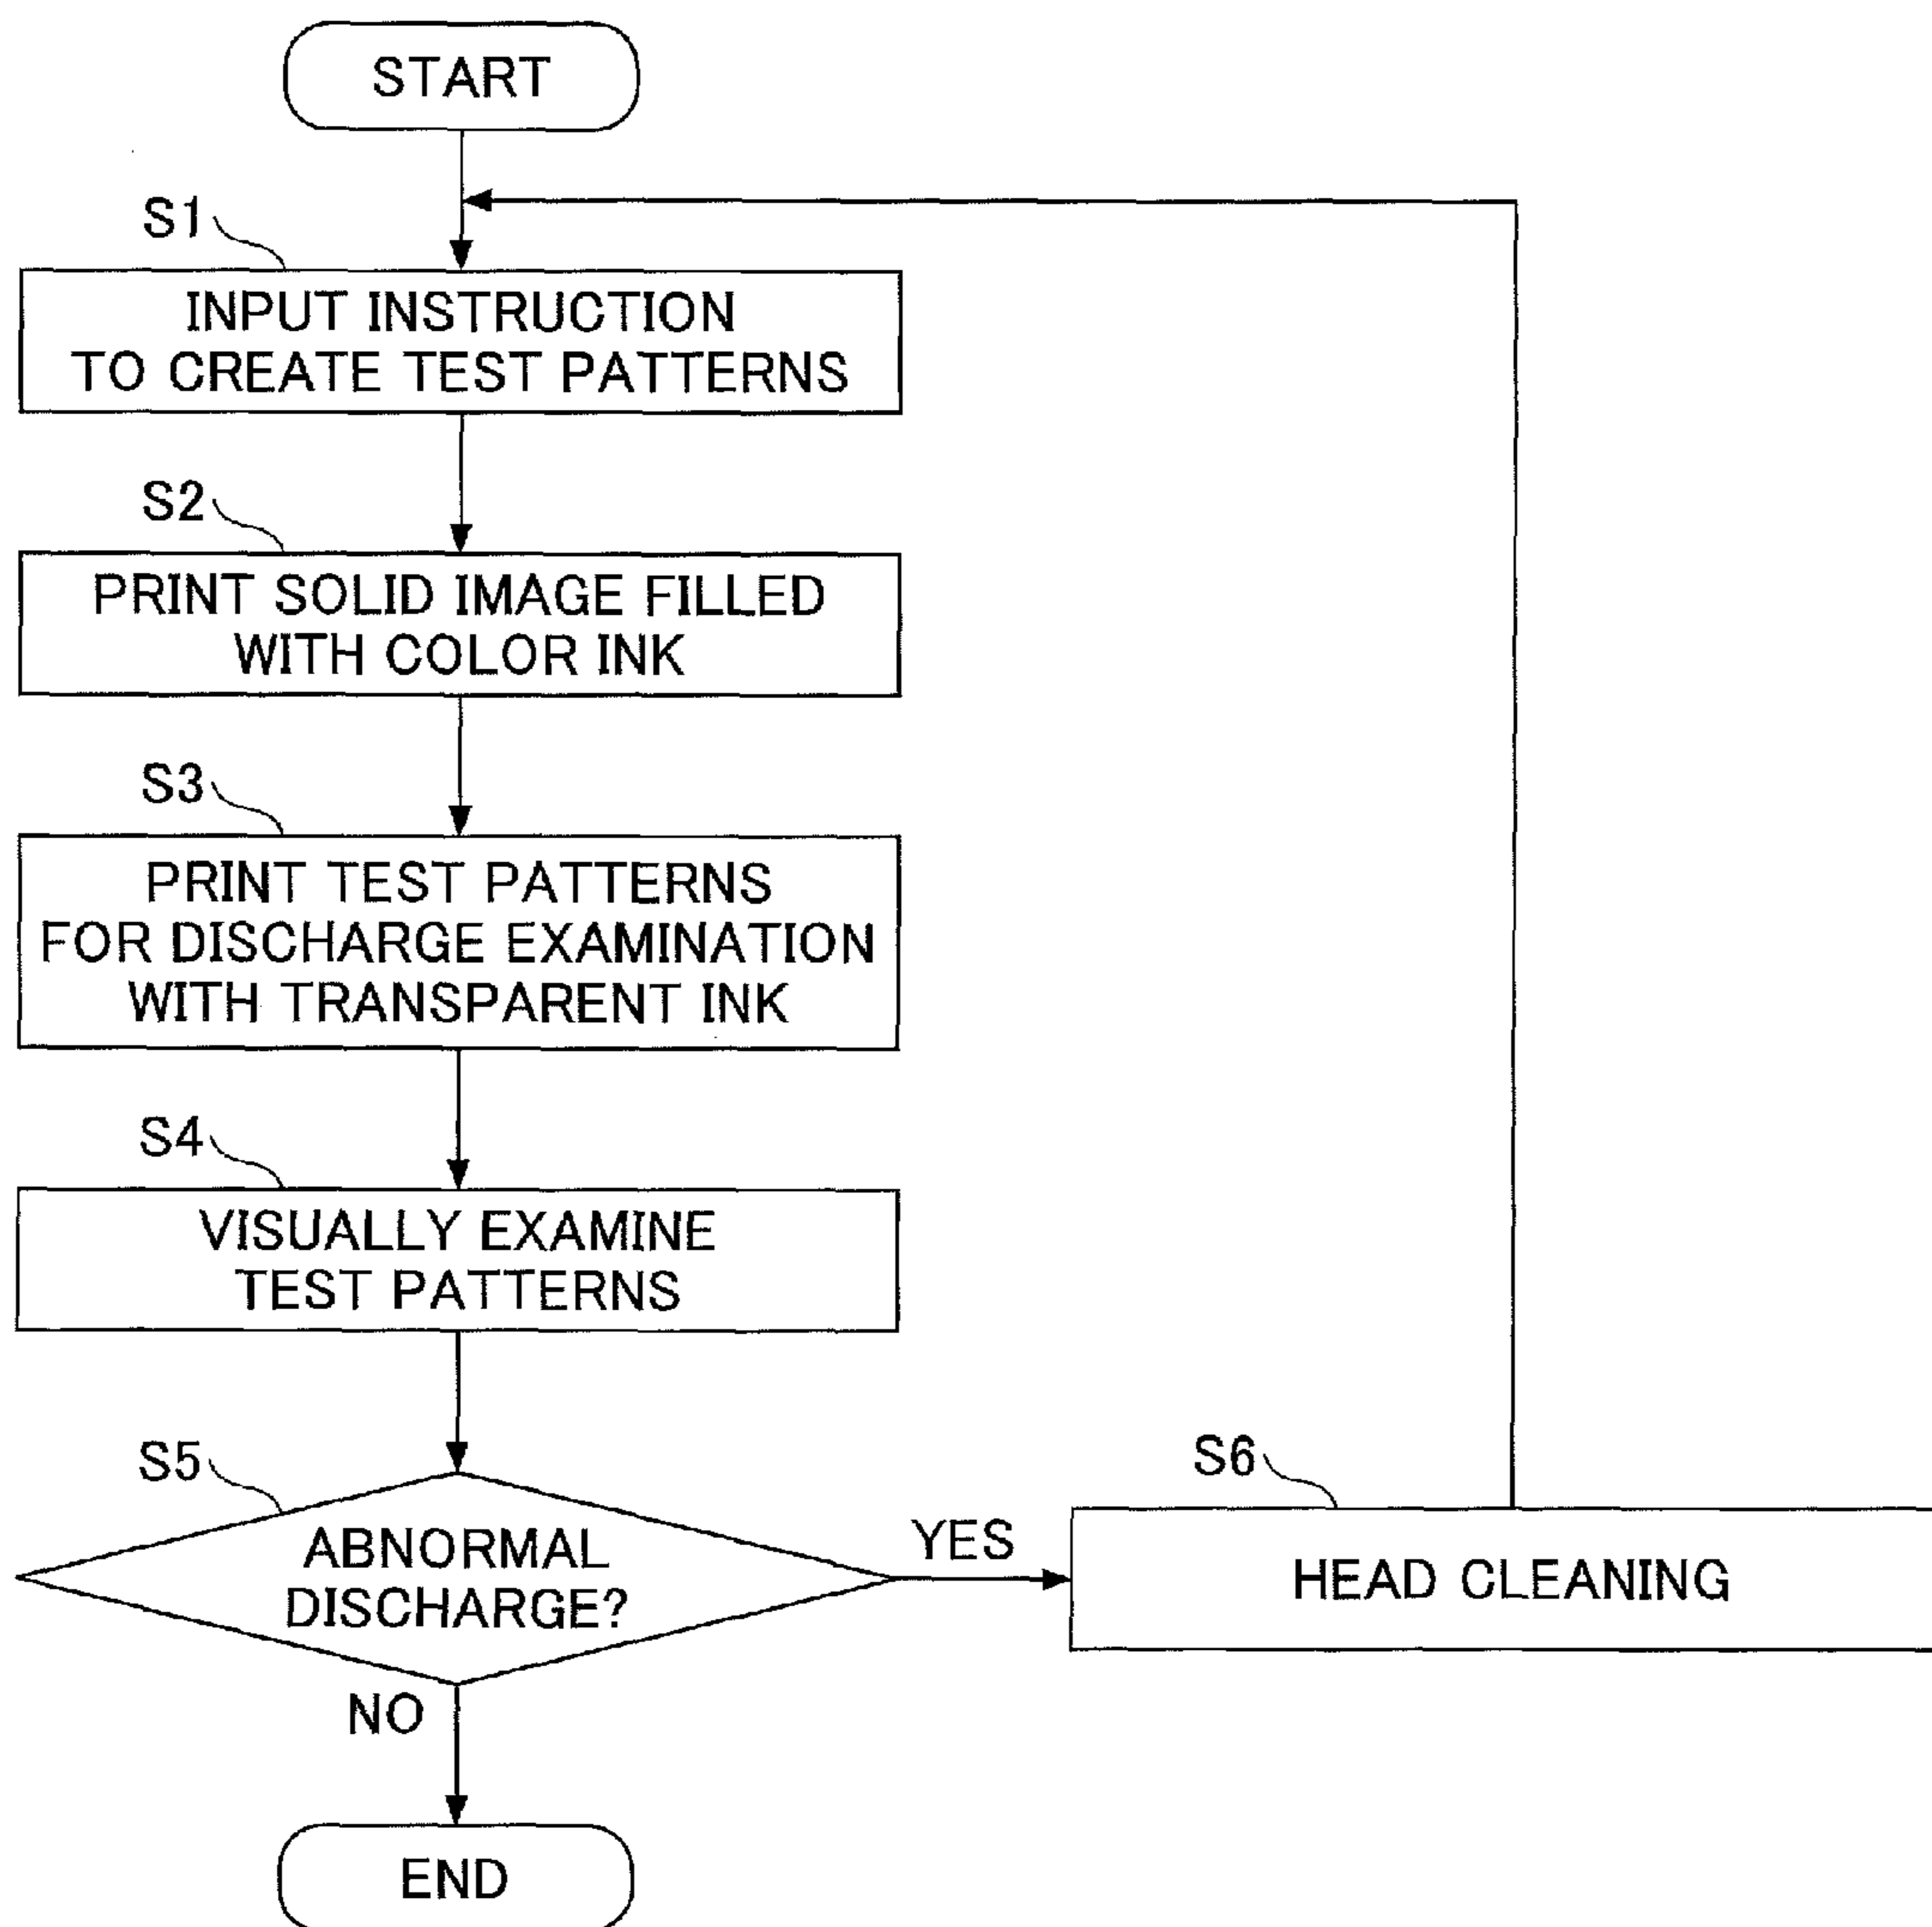 START
S1
INPUT INSTRUCTION
TO CREATE TEST PATTERNS
S2
PRINT SOLID IMAGE FILLED
WITH COLOR INK
S3
PRINT TEST PATTERNS
FOR DISCHARGE EXAMINATION
WITH TRANSPARENT INK
S4
VISUALLY EXAMINE
TEST PATTERNS
S5
ABNORMAL
DISCHARGE?
YES
S6
HEAD CLEANING
NO
END